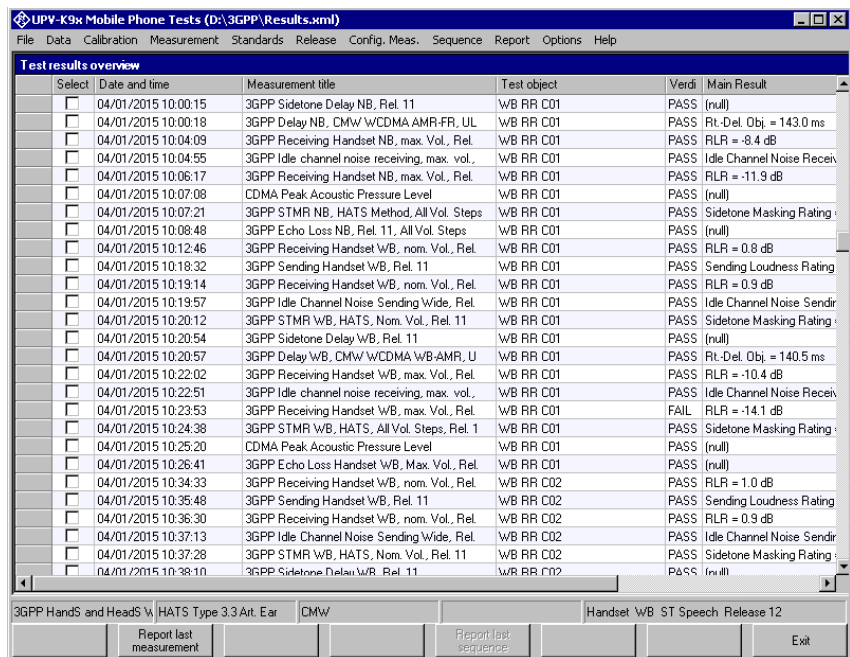 UPV-K9x Mobile Phone Tests (D:\3GPP\Results.xml)
File Data Calibration Measurement Standards Release Config. Meas. Sequence Report Options Help
Test results overview
Select Date and time Measurement title Test object Verdi Main Result
04/01/2015 10:00:15 3GPP Sidetone Delay NB, Rel. 11 WB RR C01 PASS (null)
04/01/2015 10:00:18 3GPP Delay NB, CMW WCDMA AMR-FR, UL WB RR C01 PASS Rt.-Del. Obj. = 143.0 ms
04/01/2015 10:04:09 3GPP Receiving Handset NB, max. Vol., Rel. WB RR C01 PASS RLR = -8.4 dB
04/01/2015 10:04:55 3GPP Idle channel noise receiving, max. vol., WB RR C01 PASS Idle Channel Noise Receiv
04/01/2015 10:06:17 3GPP Receiving Handset NB, max. Vol., Rel. WB RR C01 PASS RLR = -11.9 dB
04/01/2015 10:07:08 CDMA Peak Acoustic Pressure Level WB RR C01 PASS (null)
04/01/2015 10:07:21 3GPP STMR NB, HATS Method, All Vol. Steps WB RR C01 PASS Sidetone Masking Rating =
04/01/2015 10:08:48 3GPP Echo Loss NB, Rel. 11, All Vol. Steps WB RR C01 PASS (null)
04/01/2015 10:12:46 3GPP Receiving Handset WB, nom. Vol., Rel. WB RR C01 PASS RLR = 0.8 dB
04/01/2015 10:18:32 3GPP Sending Handset WB, Rel. 11 WB RR C01 PASS Sending Loudness Rating
04/01/2015 10:19:14 3GPP Receiving Handset WB, nom. Vol., Rel. WB RR C01 PASS RLR = 0.9 dB
04/01/2015 10:19:57 3GPP Idle Channel Noise Sending Wide, Rel. WB RR C01 PASS Idle Channel Noise Sendir
04/01/2015 10:20:12 3GPP STMR WB, HATS, Nom. Vol., Rel. 11 WB RR C01 PASS Sidetone Masking Rating =
04/01/2015 10:20:54 3GPP Sidetone Delay WB, Rel. 11 WB RR C01 PASS (null)
04/01/2015 10:20:57 3GPP Delay WB, CMW WCDMA WB-AMR, U WB RR C01 PASS Rt.-Del. Obj. = 140.5 ms
04/01/2015 10:22:02 3GPP Receiving Handset WB, max. Vol., Rel. WB RR C01 PASS RLR = -10.4 dB
04/01/2015 10:22:51 3GPP Idle channel noise receiving, max. vol., WB RR C01 PASS Idle Channel Noise Receiv
04/01/2015 10:23:53 3GPP Receiving Handset WB, max. Vol., Rel. WB RR C01 FAIL RLR = -14.1 dB
04/01/2015 10:24:38 3GPP STMR WB, HATS, All Vol. Steps, Rel. 1 WB RR C01 PASS Sidetone Masking Rating =
04/01/2015 10:25:20 CDMA Peak Acoustic Pressure Level WB RR C01 PASS (null)
04/01/2015 10:26:41 3GPP Echo Loss Handset WB, Max. Vol., Rel. WB RR C01 PASS (null)
04/01/2015 10:34:33 3GPP Receiving Handset WB, nom. Vol., Rel. WB RR C02 PASS RLR = 1.0 dB
04/01/2015 10:35:48 3GPP Sending Handset WB, Rel. 11 WB RR C02 PASS Sending Loudness Rating
04/01/2015 10:36:30 3GPP Receiving Handset WB, nom. Vol., Rel. WB RR C02 PASS RLR = 0.9 dB
04/01/2015 10:37:13 3GPP Idle Channel Noise Sending Wide, Rel. WB RR C02 PASS Idle Channel Noise Sendir
04/01/2015 10:37:28 3GPP STMR WB, HATS, Nom. Vol., Rel. 11 WB RR C02 PASS Sidetone Masking Rating =
04/01/2015 10:38:10 3GPP Sidetone Delay WB, Rel. 11 WB RR C02 PASS (null)
3GPP HandS and HeadS W HATS Type 3.3 Art. Ear CMW Handset WB ST Speech Release 12
Report last measurement Report last sequence Exit